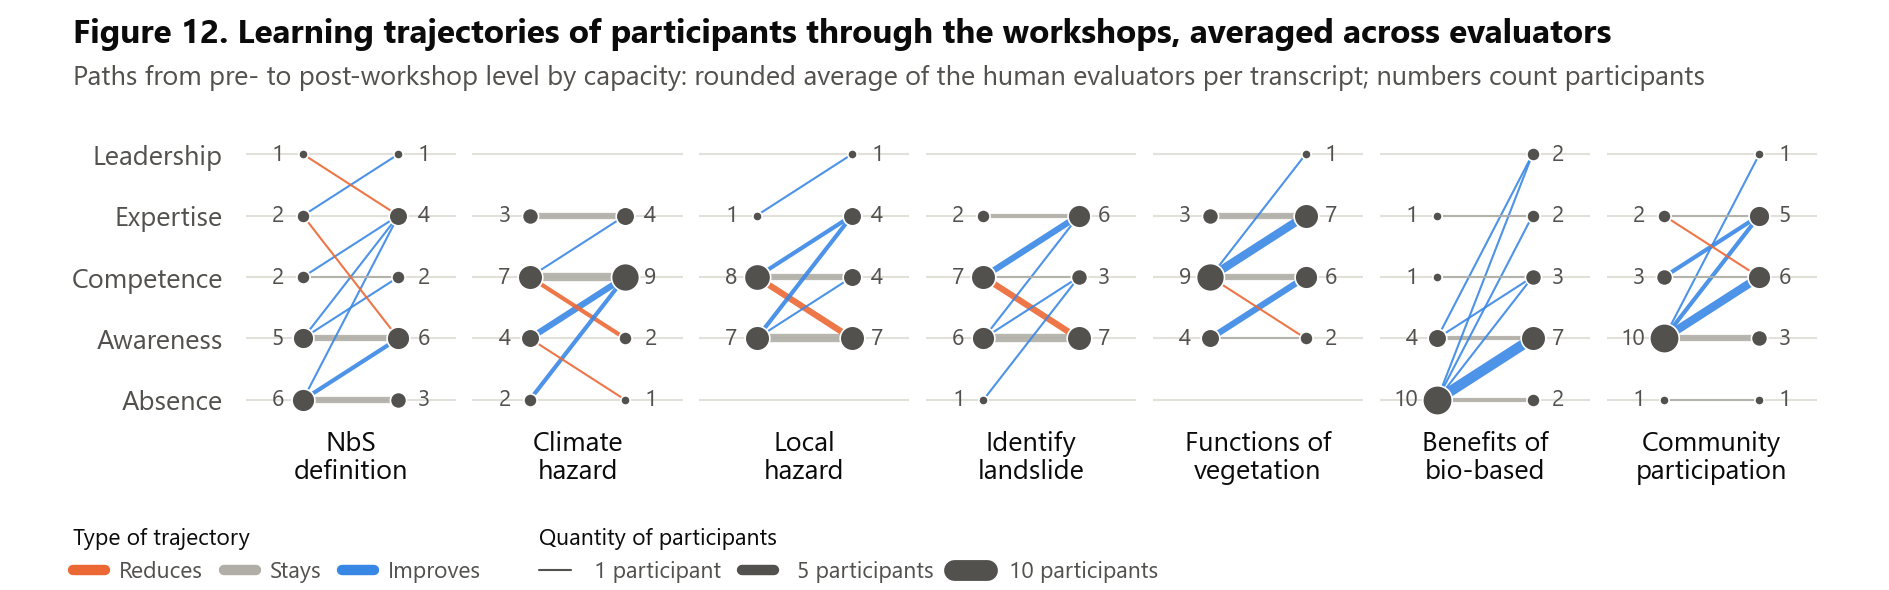 Figure 12. Learning trajectories of participants through the workshops, averaged across evaluators
Paths from pre- to post-workshop level by capacity: rounded average of the human evaluators per transcript; numbers count participants
Leadership 1 1 1 1 2 1
Expertise 2 4 3 4 1 4 2 6 3 7 1 2 2 5
Competence 2 2 7 9 8 4 7 3 9 6 1 3 3 6
Awareness 5 6 4 2 7 7 6 7 4 2 4 7 10 3
Absence 6 3 2 1 1 10 2 1 1
NbS definition
Climate hazard
Local hazard
Identify landslide
Functions of vegetation
Benefits of bio-based
Community participation
Type of trajectory
Reduces Stays Improves
Quantity of participants
1 participant 5 participants 10 participants